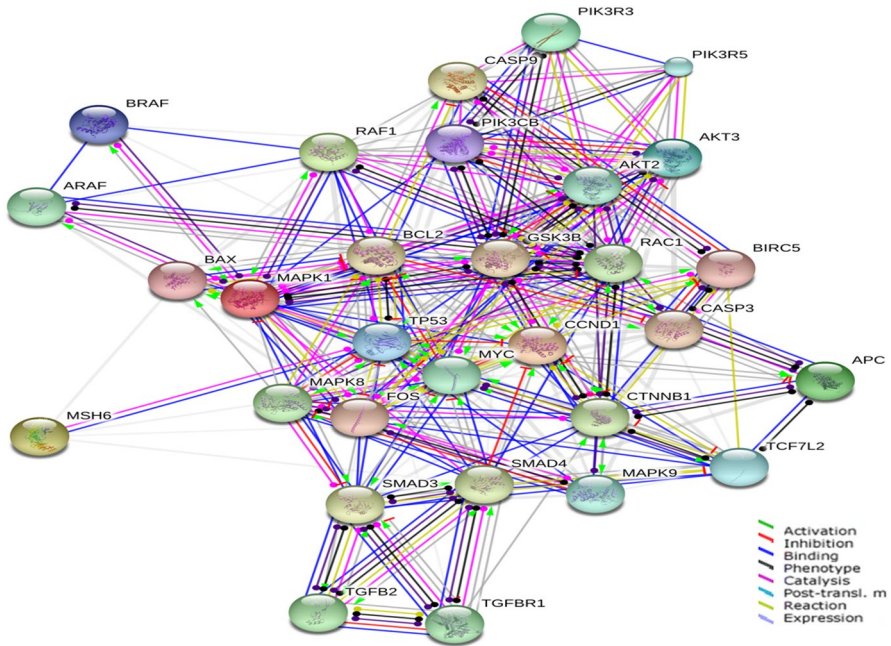 PIK3R3
PIK3R5
CASP9
BRAF
RAF1
PIK3CB
AKT3
AKT2
ARAF
BCL2
GSK3B
RAC1
BIRC5
BAX
MAPK1
CASP3
TP53
CCND1
MYC
APC
MAPK8
FOS
CTNNB1
MSH6
TCF7L2
SMAD4
MAPK9
SMAD3
TGFB2
TGFBR1
Activation
Inhibition
Binding
Phenotype
Catalysis
Post-transl. m
Reaction
Expression